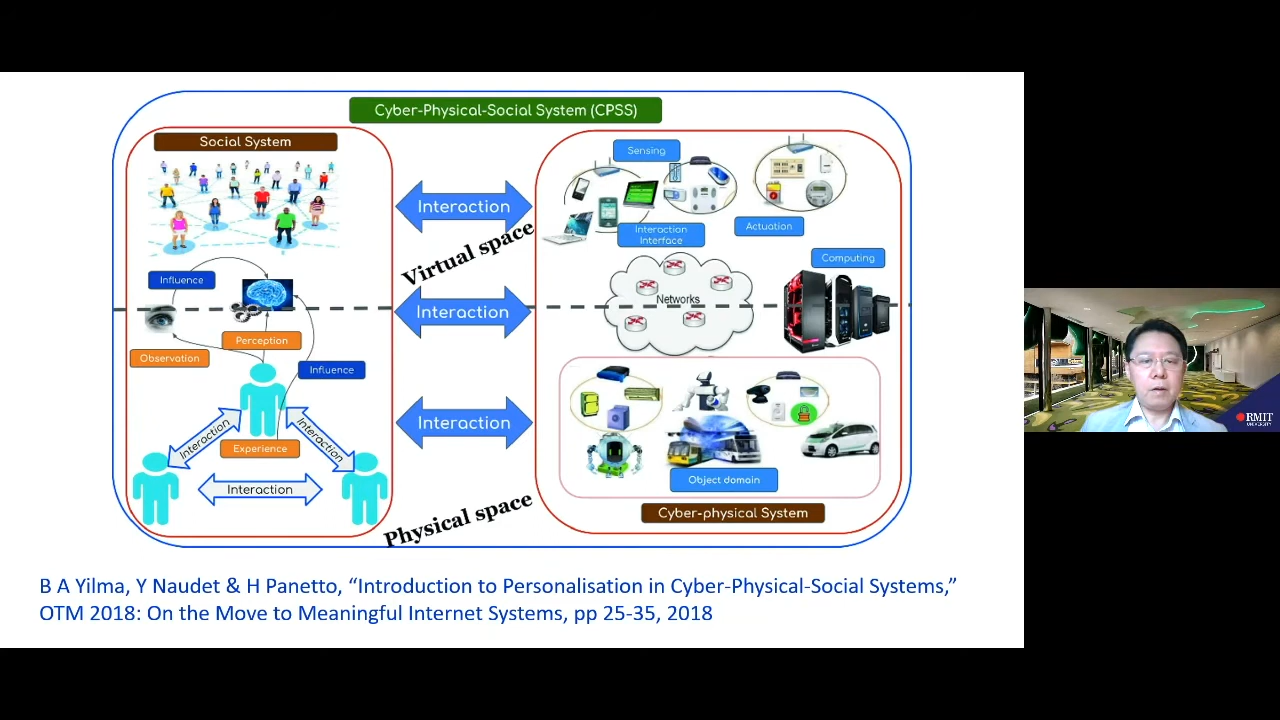 Cyber-Physical-Social System (CPSS)
Social System
Influence
Perception
Observation
Influence
Interaction
Interaction
Experience
Interaction
Interaction
Virtual space
Interaction
Interaction
Physical space
Sensing
Interaction
Interface
Actuation
Computing
Networks
Object domain
Cyber-physical System
B A Yilma, Y Naudet & H Panetto, “Introduction to Personalisation in Cyber-Physical-Social Systems,”
OTM 2018: On the Move to Meaningful Internet Systems, pp 25-35, 2018
RMIT
UNIVERSITY